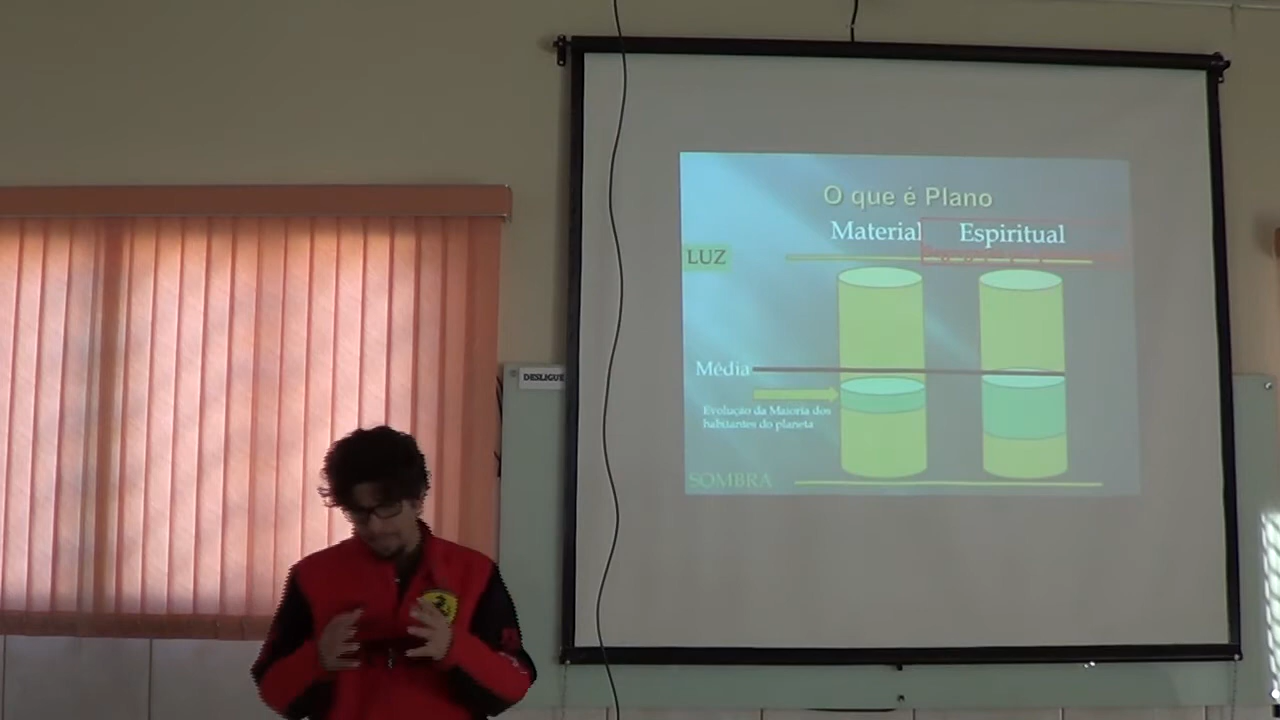 O que é Plano
Material Espiritual
LUZ
Média
Evolução da Maioria dos
habitantes do planeta
SOMBRA
DESLIGUE